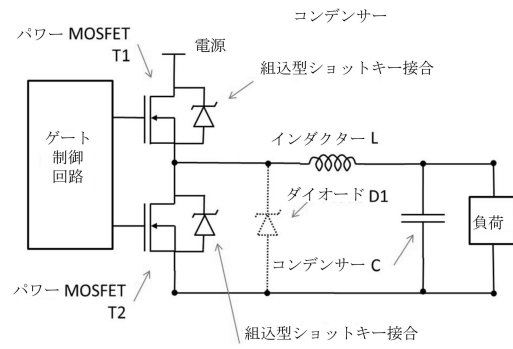 コンデンサー
パワー MOSFET
T1
電源
組込型ショットキー接合
ゲート
制御
回路
インダクター L
ダイオード D1
負荷
コンデンサー C
パワー MOSFET
T2
組込型ショットキー接合